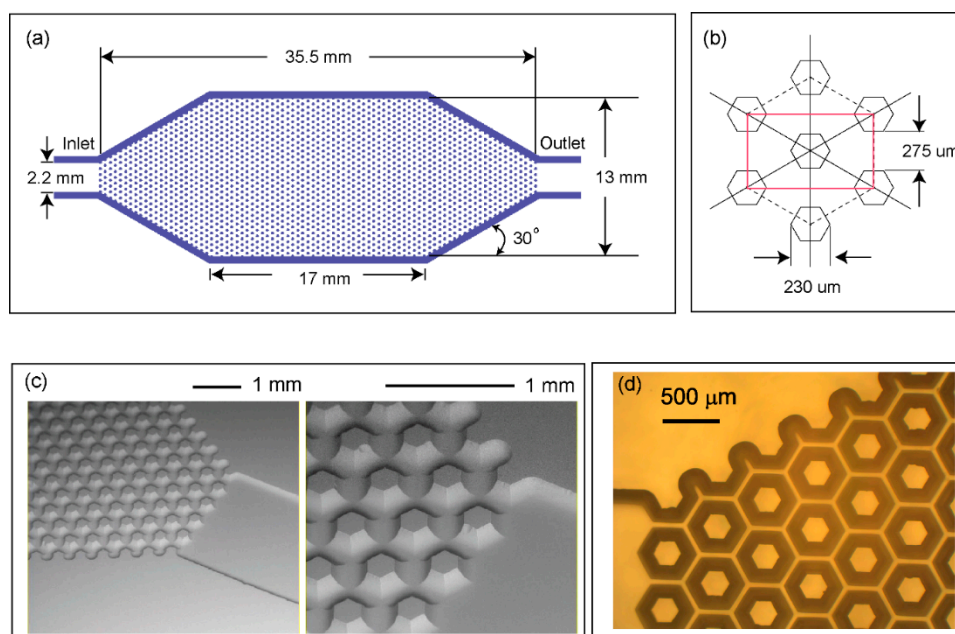 (a)
35.5 mm
Inlet
Outlet
2.2 mm
13 mm
30°
17 mm
(b)
275 um
230 um
(c)
1 mm
1 mm
(d)
500 μm